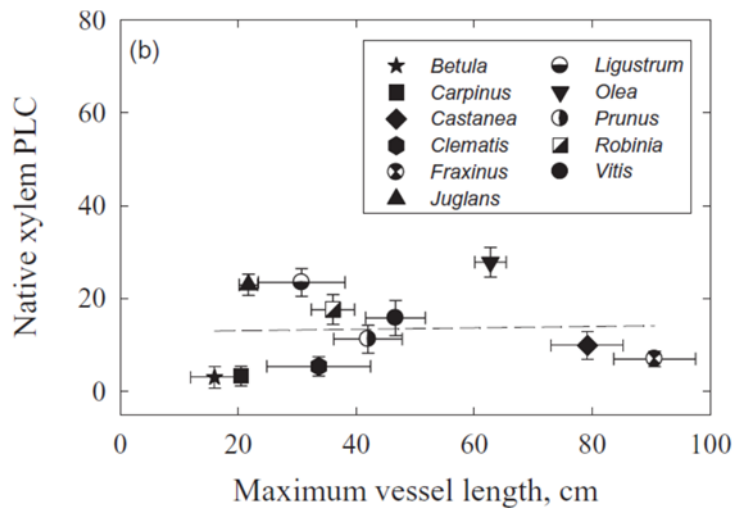 80
(b)
Betula
Ligustrum
Carpinus
Olea
Castanea
Prunus
Clematis
Robinia
Fraxinus
Vitis
Juglans
60
40
20
0
Native xylem PLC
0 20 40 60 80 100
Maximum vessel length, cm